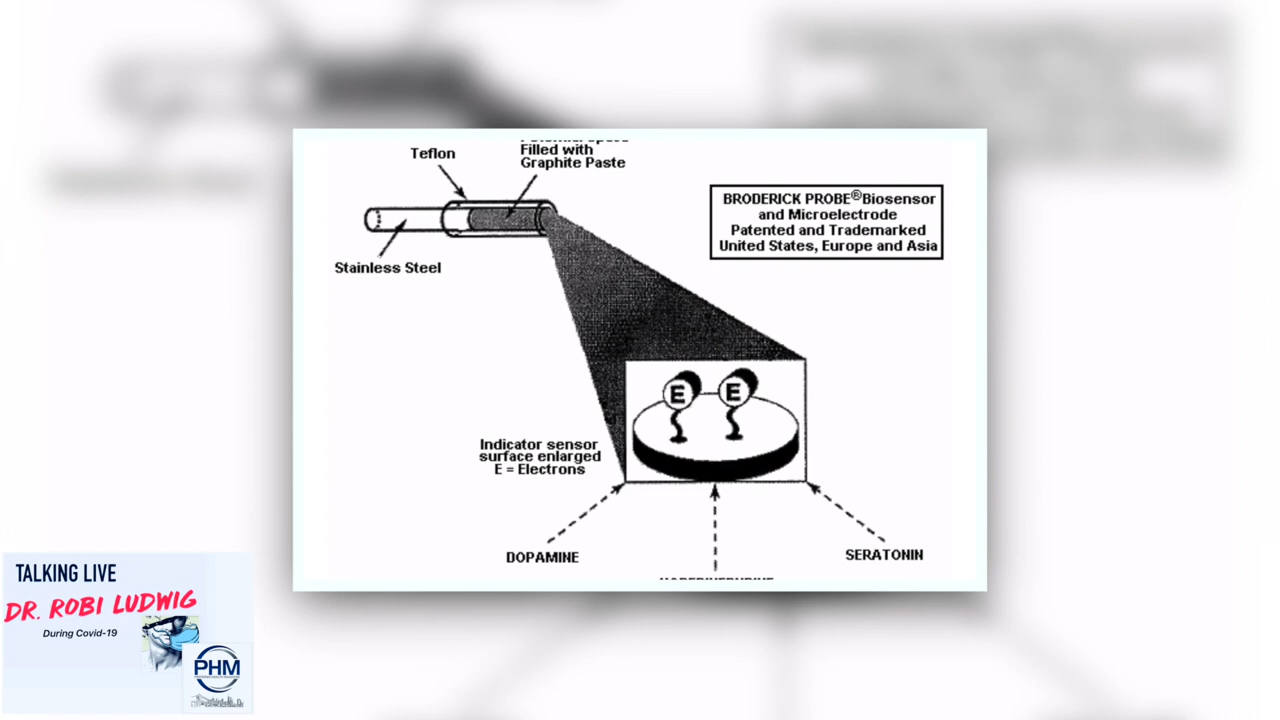 Teflon
Filled with
Graphite Paste
Stainless Steel
BRODERICK PROBE®Biosensor
and Microelectrode
Patented and Trademarked
United States, Europe and Asia
E E
Indicator sensor
surface enlarged
E = Electrons
DOPAMINE
SERATONIN
TALKING LIVE
DR. ROBI LUDWIG
During Covid-19
PHM